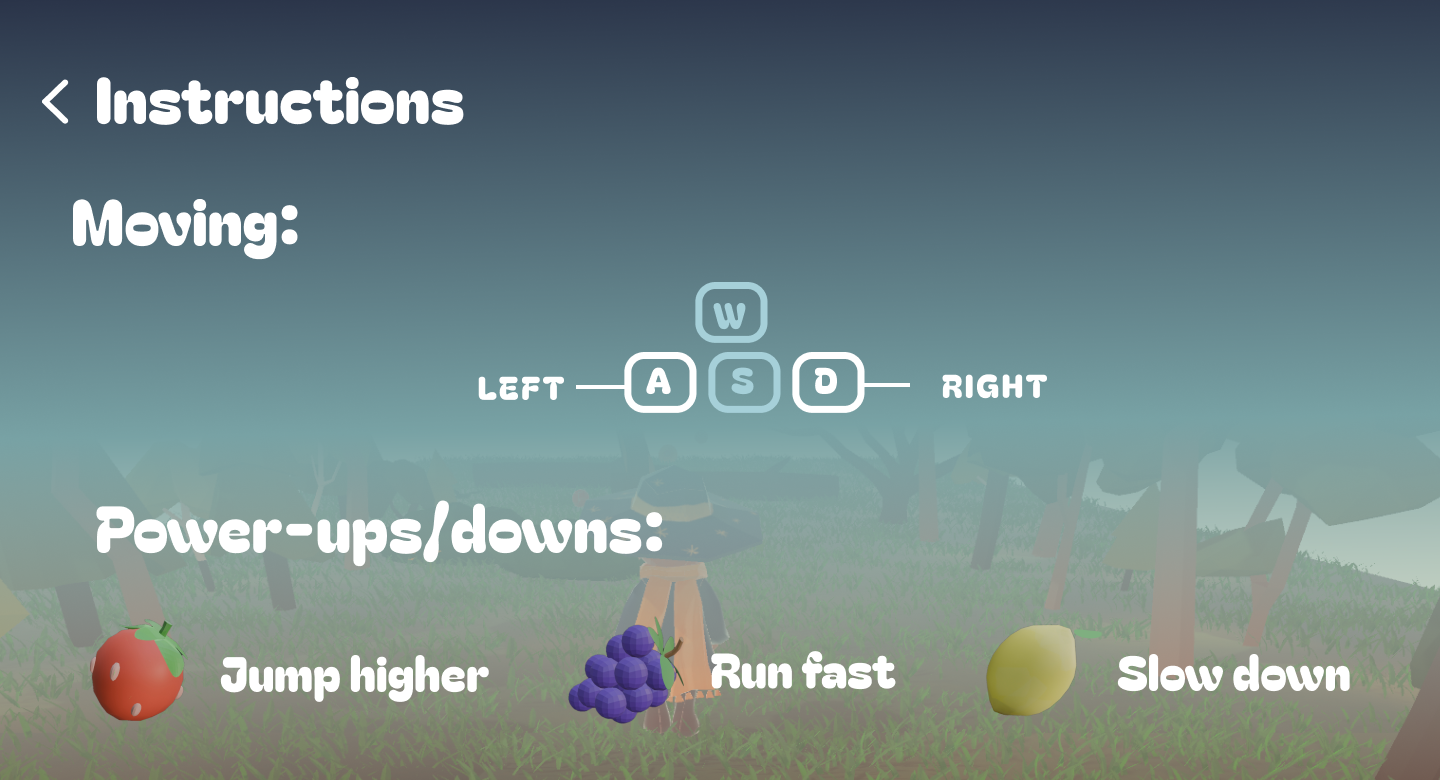 Instructions
Moving:
W
LEFT A S D RIGHT
Power-ups/downs:
Jump higher Run fast Slow down